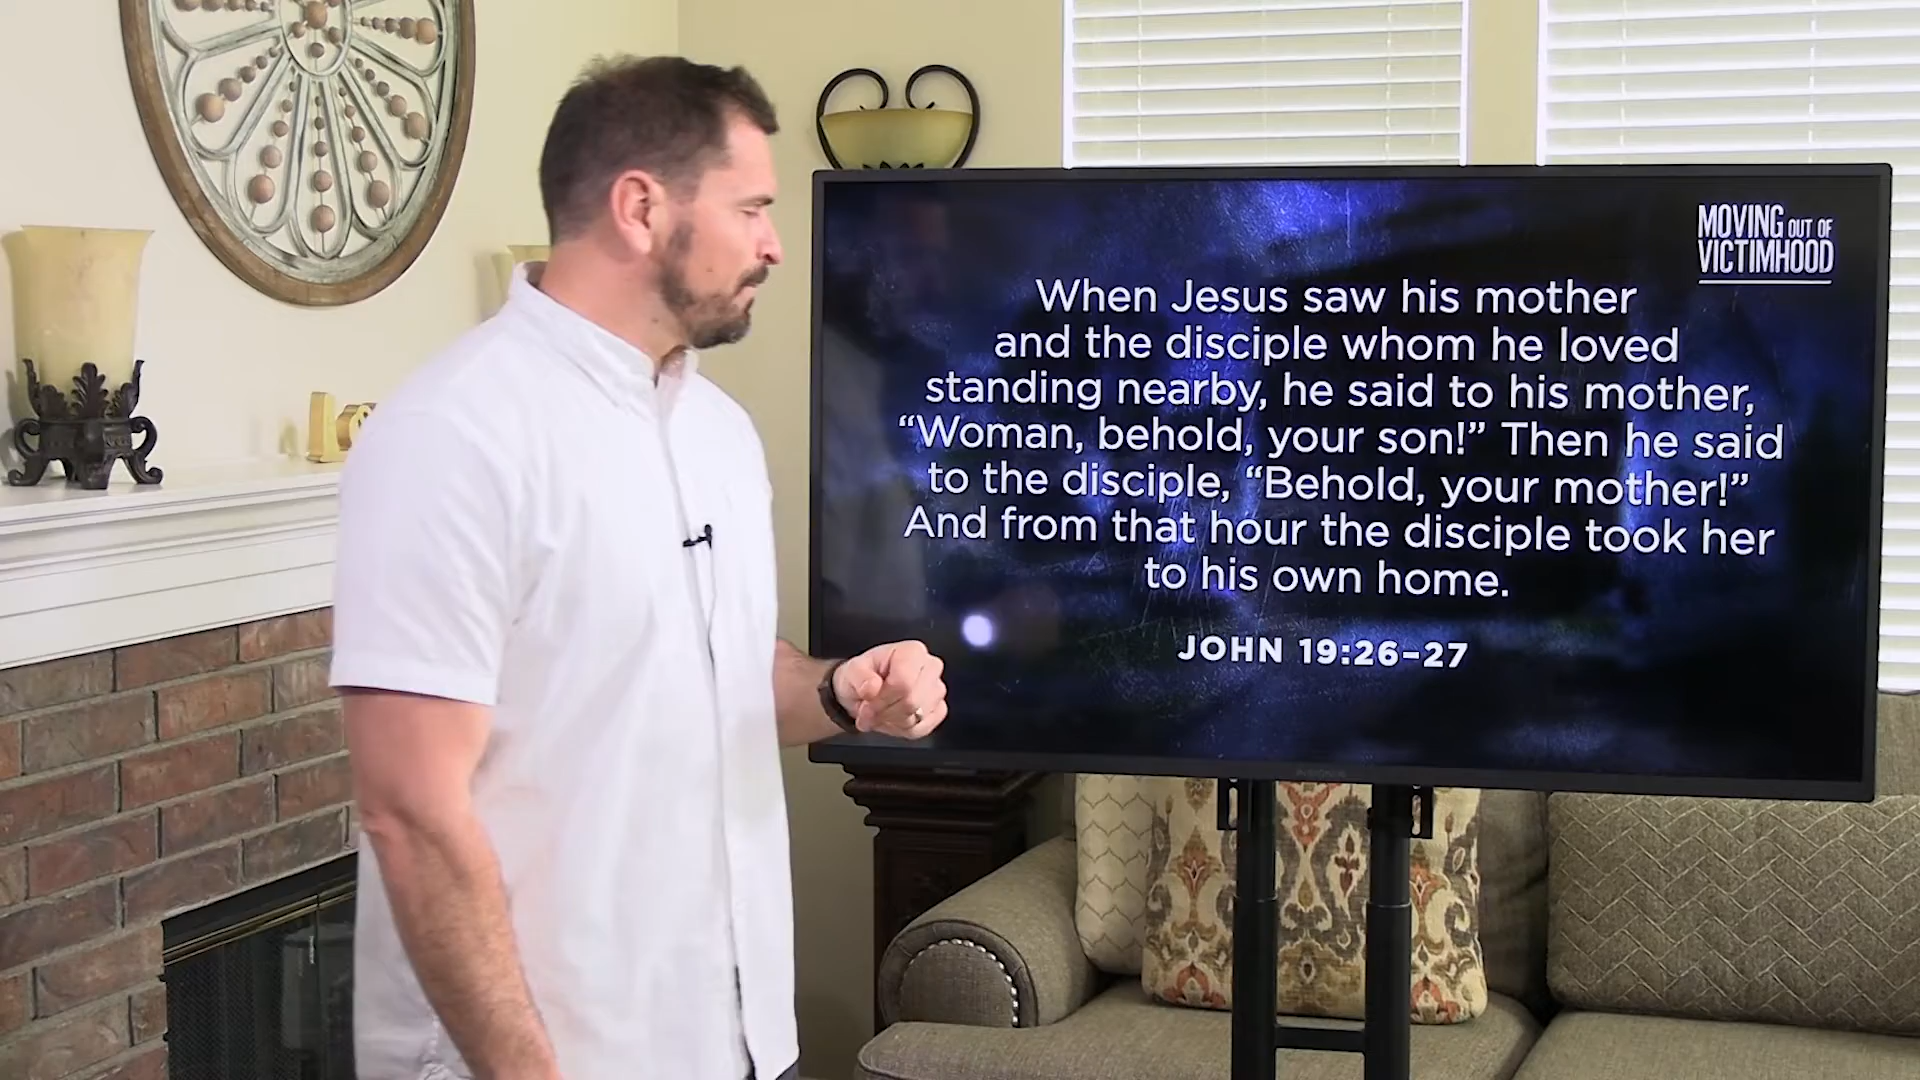 MOVING OUT OF
VICTIMHOOD
When Jesus saw his mother
and the disciple whom he loved
standing nearby, he said to his mother,
“Woman, behold, your son!” Then he said
to the disciple, “Behold, your mother!”
And from that hour the disciple took her
to his own home.
JOHN 19:26–27